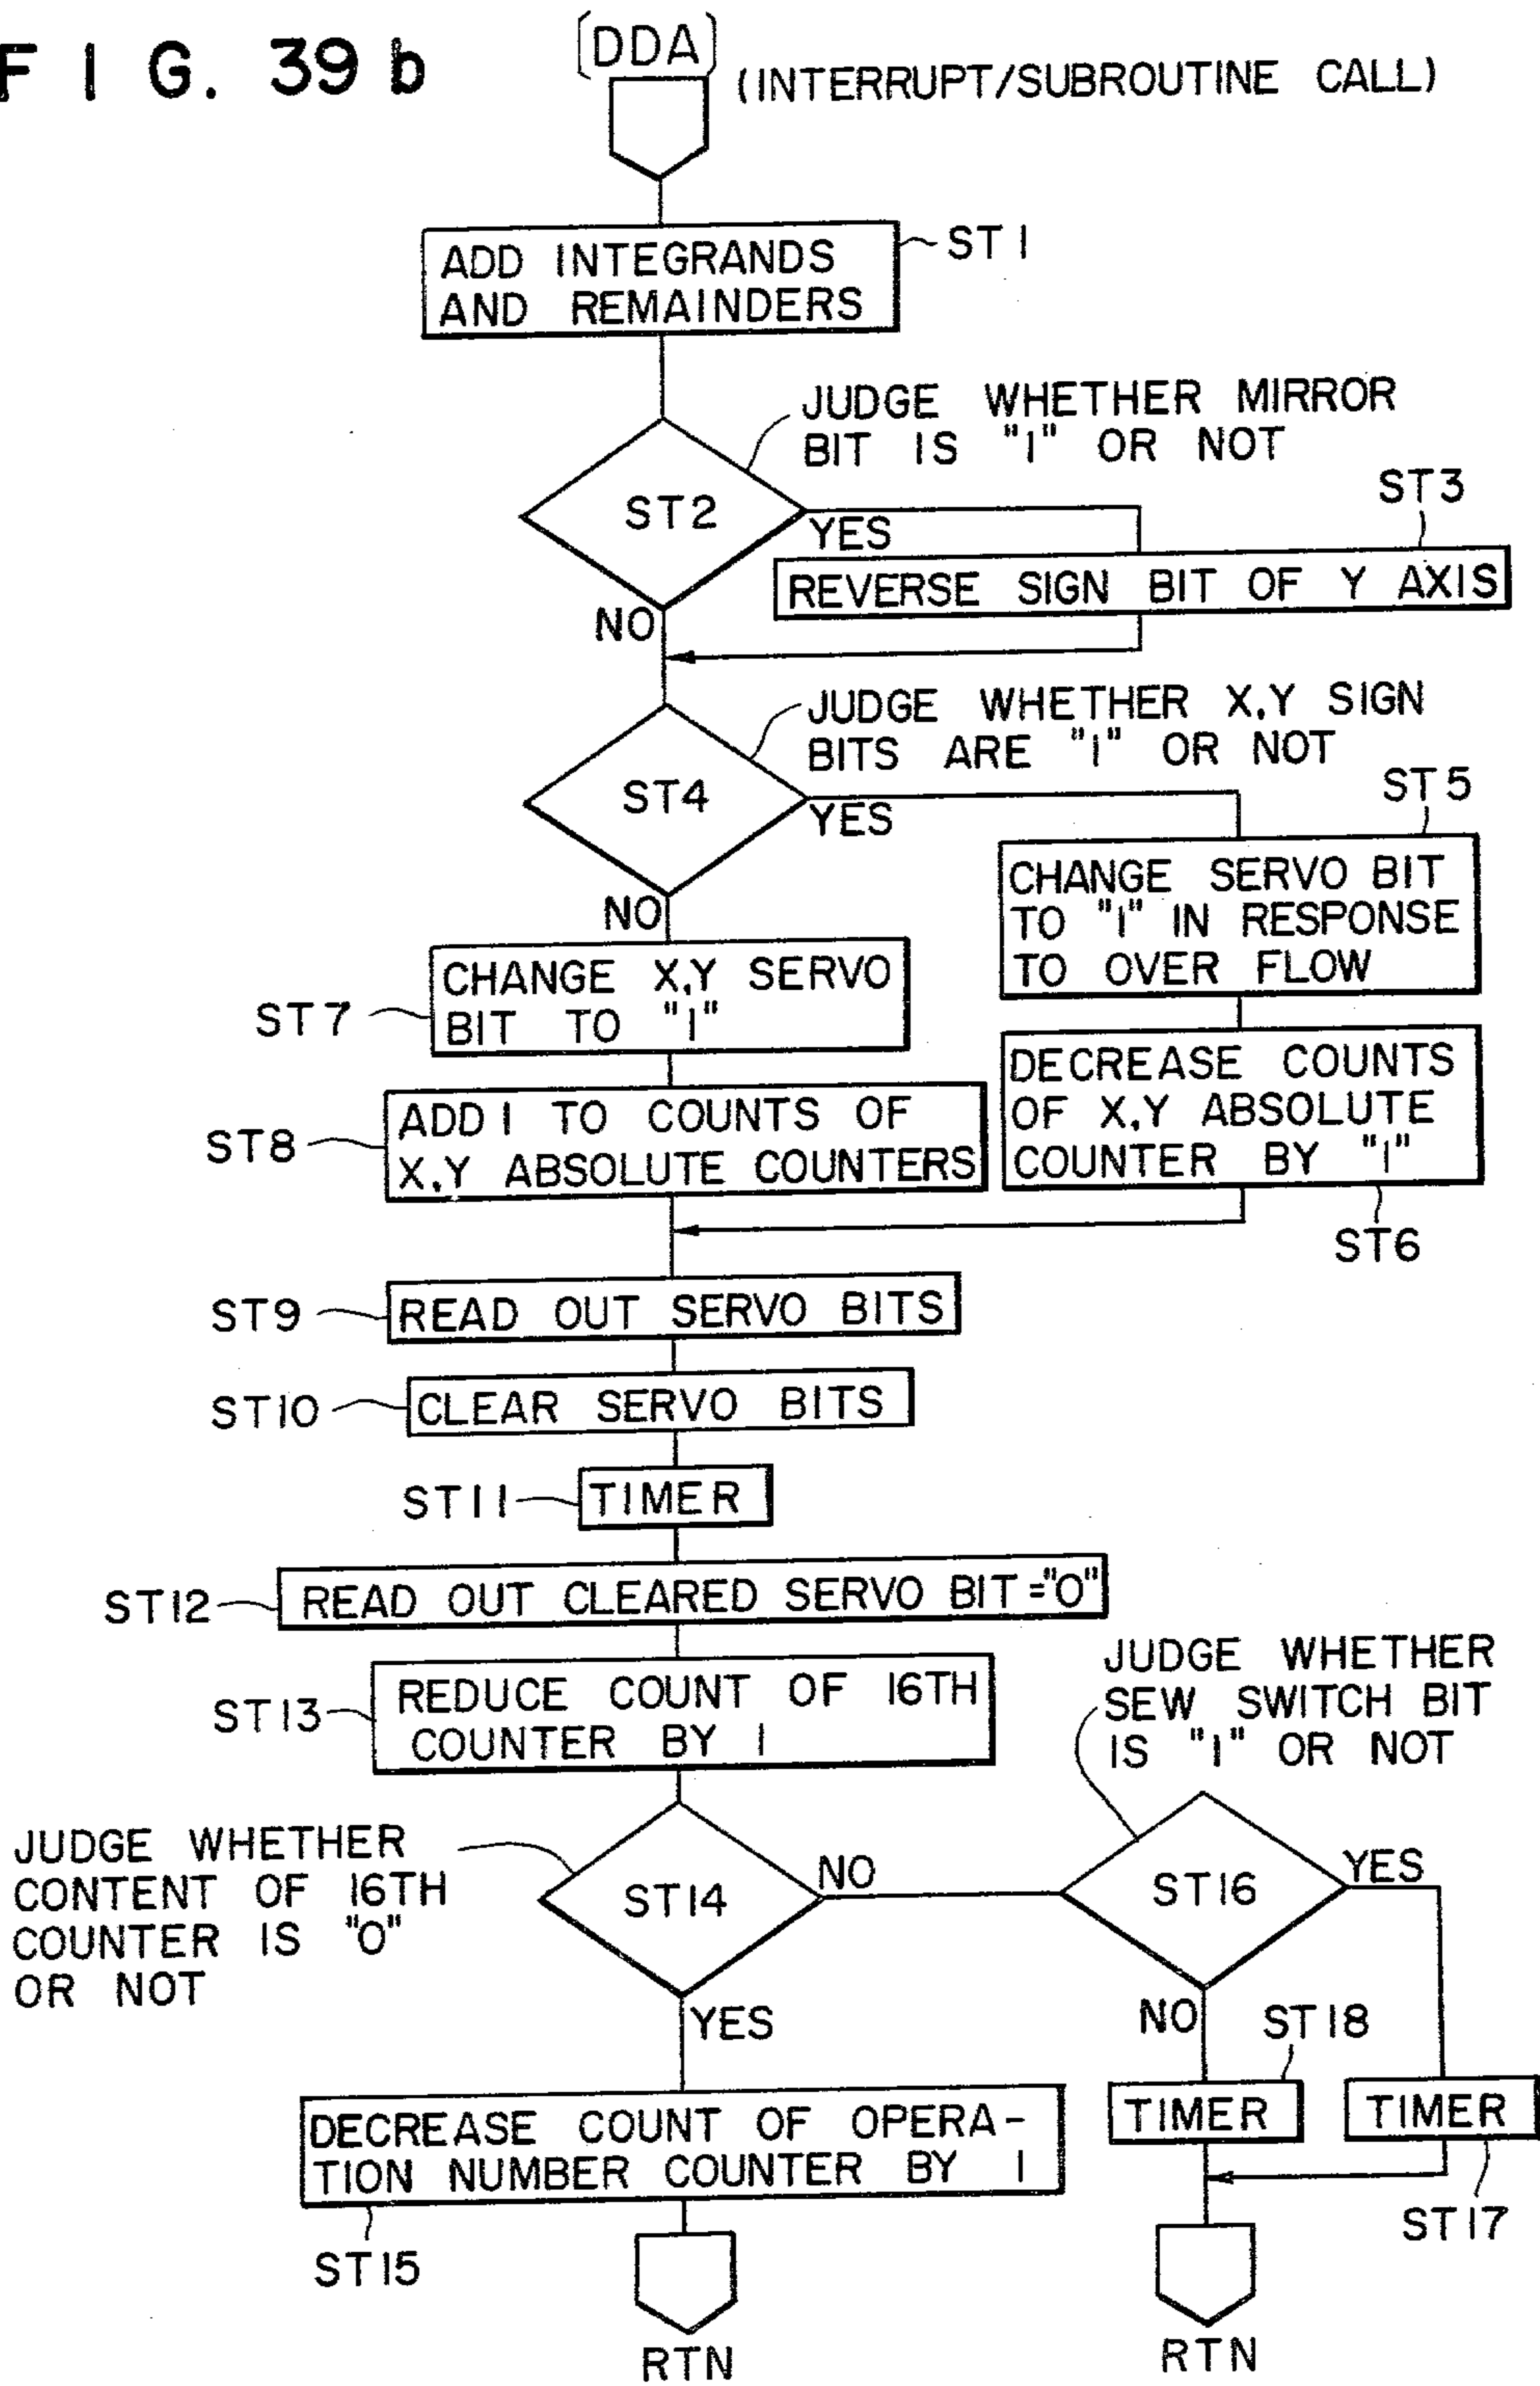 FIG. 39b
[DDA]
(INTERRUPT/SUBROUTINE CALL)
ADD INTEGRANDS
AND REMAINDERS
ST1
JUDGE WHETHER MIRROR
BIT IS "1" OR NOT
ST2
YES
ST3
REVERSE SIGN BIT OF Y AXIS
NO
JUDGE WHETHER X,Y SIGN
BITS ARE "1" OR NOT
ST4
YES
ST5
CHANGE SERVO BIT
TO "1" IN RESPONSE
TO OVER FLOW
NO
CHANGE X,Y SERVO
BIT TO "1"
ST7
DECREASE COUNTS
OF X,Y ABSOLUTE
COUNTER BY "1"
ST6
ADD 1 TO COUNTS OF
X,Y ABSOLUTE COUNTERS
ST8
ST9
READ OUT SERVO BITS
ST10
CLEAR SERVO BITS
ST11
TIMER
ST12
READ OUT CLEARED SERVO BIT="0"
ST13
REDUCE COUNT OF 16TH
COUNTER BY 1
JUDGE WHETHER
SEW SWITCH BIT
IS "1" OR NOT
JUDGE WHETHER
CONTENT OF 16TH
COUNTER IS "0"
OR NOT
ST14
NO
ST16
YES
YES
NO
ST18
DECREASE COUNT OF OPERA-
TION NUMBER COUNTER BY 1
TIMER
TIMER
ST17
ST15
RTN
RTN